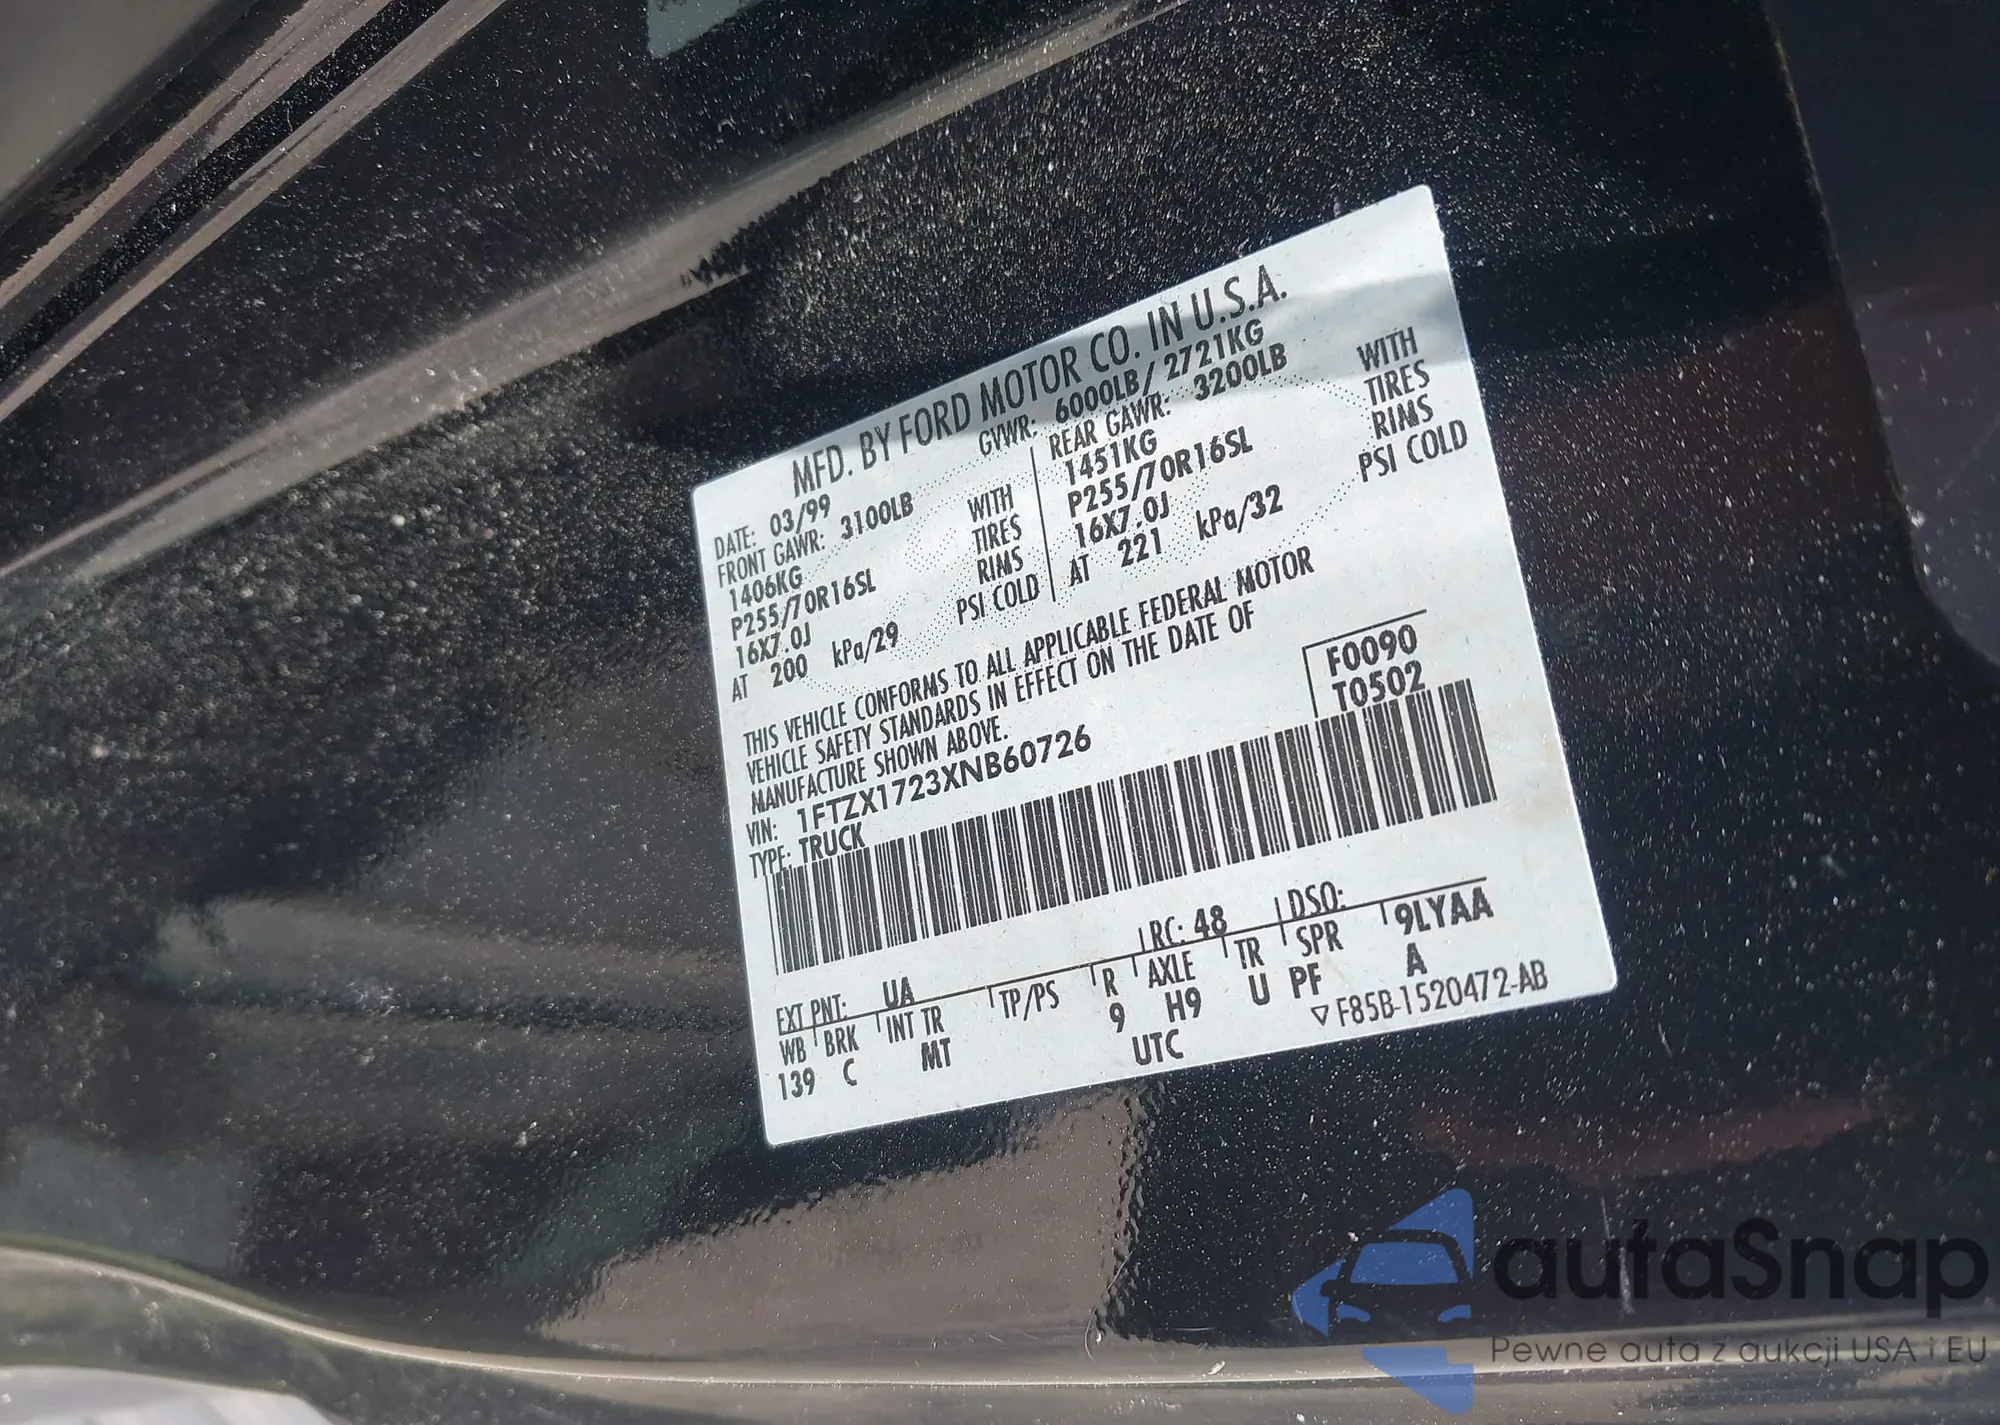 MFD. BY FORD MOTOR CO. IN U.S.A.
DATE: 03/99 GVWR: 6000LB/ 2721KG
FRONT GAWR: 3100LB REAR GAWR: 3200LB
1406KG WITH 1451KG WITH
P255/70R16SL TIRES P255/70R16SL TIRES
16X7.0J RIMS 16X7.0J RIMS
AT 200 kPa/29 PSI COLD AT 221 kPa/32 PSI COLD
THIS VEHICLE CONFORMS TO ALL APPLICABLE FEDERAL MOTOR
VEHICLE SAFETY STANDARDS IN EFFECT ON THE DATE OF
MANUFACTURE SHOWN ABOVE.
VIN: 1FTZX1723XNB60726 F0090
TYPE: TRUCK T0502
EXT PNT: UA RC: 48 DSO: 9LYAA
WB BRK INT TR TP/PS R AXLE TR SPR
139 C MT 9 H9 U PF A
UTC ▽ F85B-1520472-AB
autaSnap
Pewne auta z aukcji USA i EU